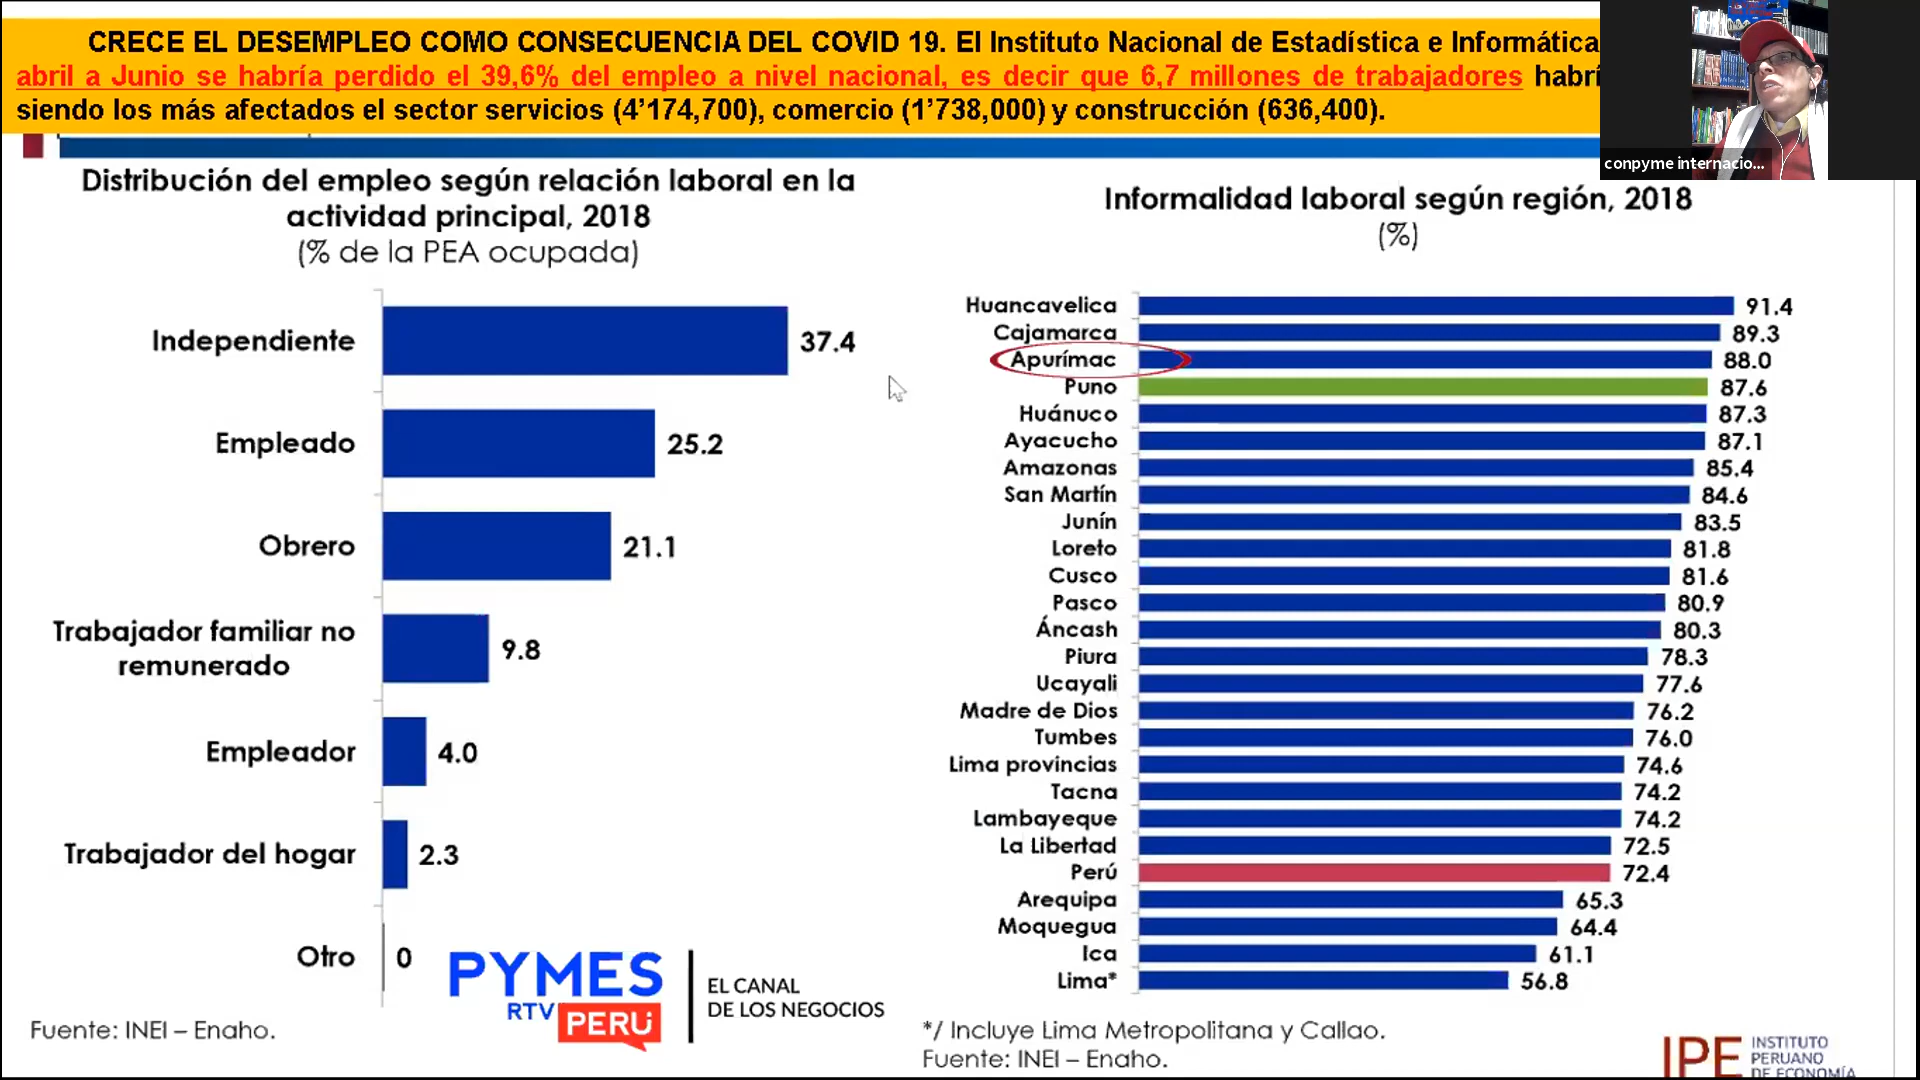 CRECE EL DESEMPLEO COMO CONSECUENCIA DEL COVID 19. El Instituto Nacional de Estadística e Informática
abril a Junio se habría perdido el 39,6% del empleo a nivel nacional, es decir que 6,7 millones de trabajadores
siendo los más afectados el sector servicios (4’174,700), comercio (1’738,000) y construcción (636,400).
conpyme internacio...
Distribución del empleo según relación laboral en la
actividad principal, 2018
(% de la PEA ocupada)
Independiente 37.4
Empleado 25.2
Obrero 21.1
Trabajador familiar no
remunerado 9.8
Empleador 4.0
Trabajador del hogar 2.3
Otro 0
Fuente: INEI – Enaho.
PYMES
RTV PERU
EL CANAL
DE LOS NEGOCIOS
Informalidad laboral según región, 2018
(%)
Huancavelica 91.4
Cajamarca 89.3
Apurímac 88.0
Puno 87.6
Huánuco 87.3
Ayacucho 87.1
Amazonas 85.4
San Martín 84.6
Junín 83.5
Loreto 81.8
Cusco 81.6
Pasco 80.9
Áncash 80.3
Piura 78.3
Ucayali 77.6
Madre de Dios 76.2
Tumbes 76.0
Lima provincias 74.6
Tacna 74.2
Lambayeque 74.2
La Libertad 72.5
Perú 72.4
Arequipa 65.3
Moquegua 64.4
Ica 61.1
Lima* 56.8
*/ Incluye Lima Metropolitana y Callao.
Fuente: INEI – Enaho.
IPE
INSTITUTO
PERUANO
DE ECONOMÍA